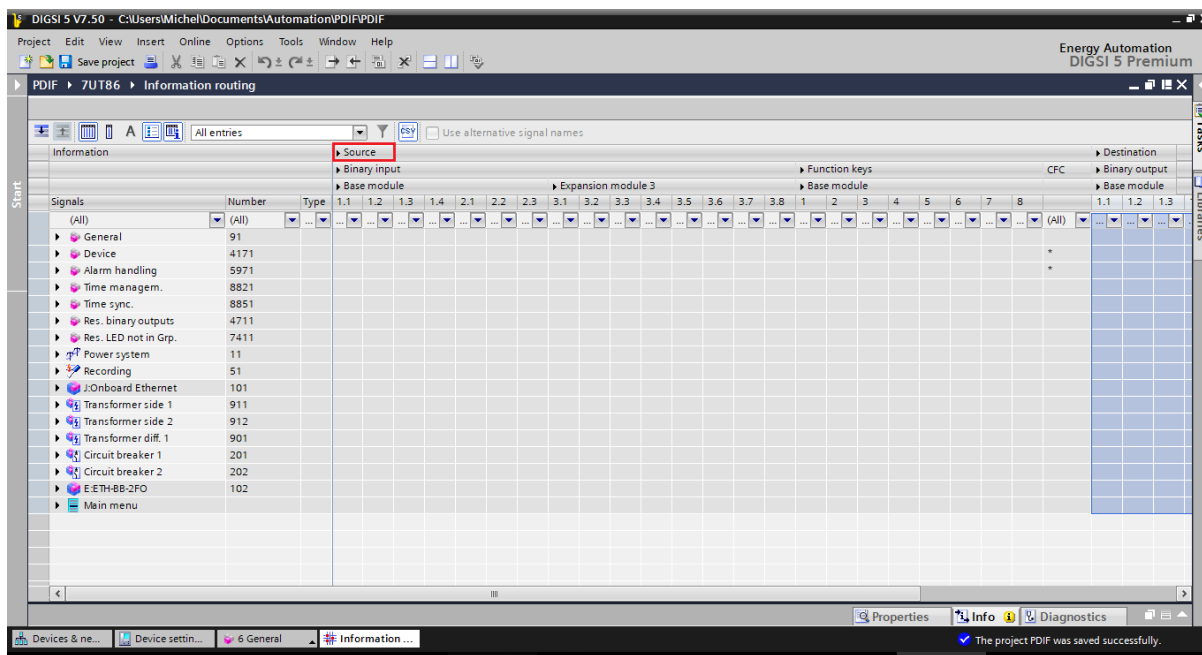 DIGSI 5 V7.50 - C:\Users\Michel\Documents\Automation\PDIF\PDIF
Project Edit View Insert Online Options Tools Window Help
Save project
Energy Automation
DIGSI 5 Premium
PDIF 7UT86 Information routing
All entries Use alternative signal names
Information Source Destination
Binary input Function keys CFC Binary output
Base module Expansion module 3 Base module Base module
Signals Number Type 1.1 1.2 1.3 1.4 2.1 2.2 2.3 3.1 3.2 3.3 3.4 3.5 3.6 3.7 3.8 1 2 3 4 5 6 7 8 1.1 1.2 1.3
(All) (All) ... ... ... ... ... ... ... ... ... ... ... ... ... ... ... ... ... ... ... ... ... ... ... ... (All) ... ... ...
General 91
Device 4171 *
Alarm handling 5971 *
Time managem. 8821
Time sync. 8851
Res. binary outputs 4711
Res. LED not in Grp. 7411
Power system 11
Recording 51
J:Onboard Ethernet 101
Transformer side 1 911
Transformer side 2 912
Transformer diff. 1 901
Circuit breaker 1 201
Circuit breaker 2 202
E:ETH-BB-2FO 102
Main menu
Start
Tasks
Libraries
Properties Info Diagnostics
Devices & ne... Device settin... 6 General Information ... The project PDIF was saved successfully.